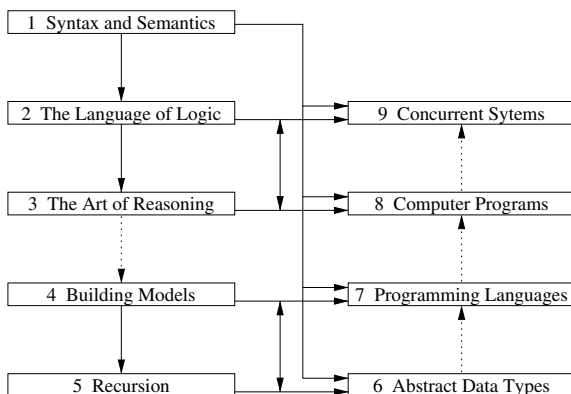 1 Syntax and Semantics
2 The Language of Logic
9 Concurrent Sytems
3 The Art of Reasoning
8 Computer Programs
4 Building Models
7 Programming Languages
5 Recursion
6 Abstract Data Types